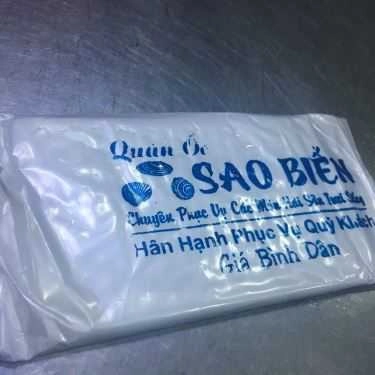 Quán Ốc
SAO BIỂN
Chuyên Phục Vụ Các Món Hải Sản Tươi Sống
Hân Hạnh Phục Vụ Quý Khách
Giá Bình Dân